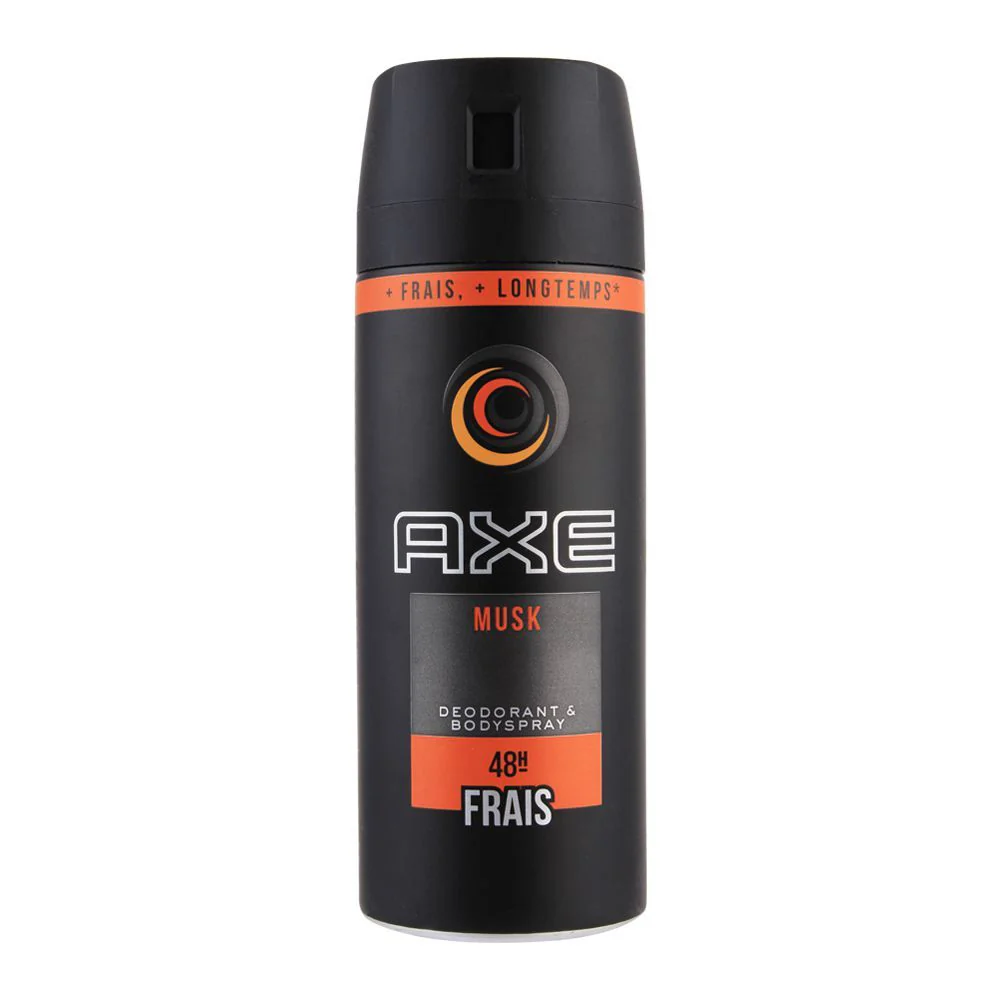 + FRAIS, + LONGTEMPS*
AXE
MUSK
DEODORANT &
BODYSPRAY
48H
FRAIS